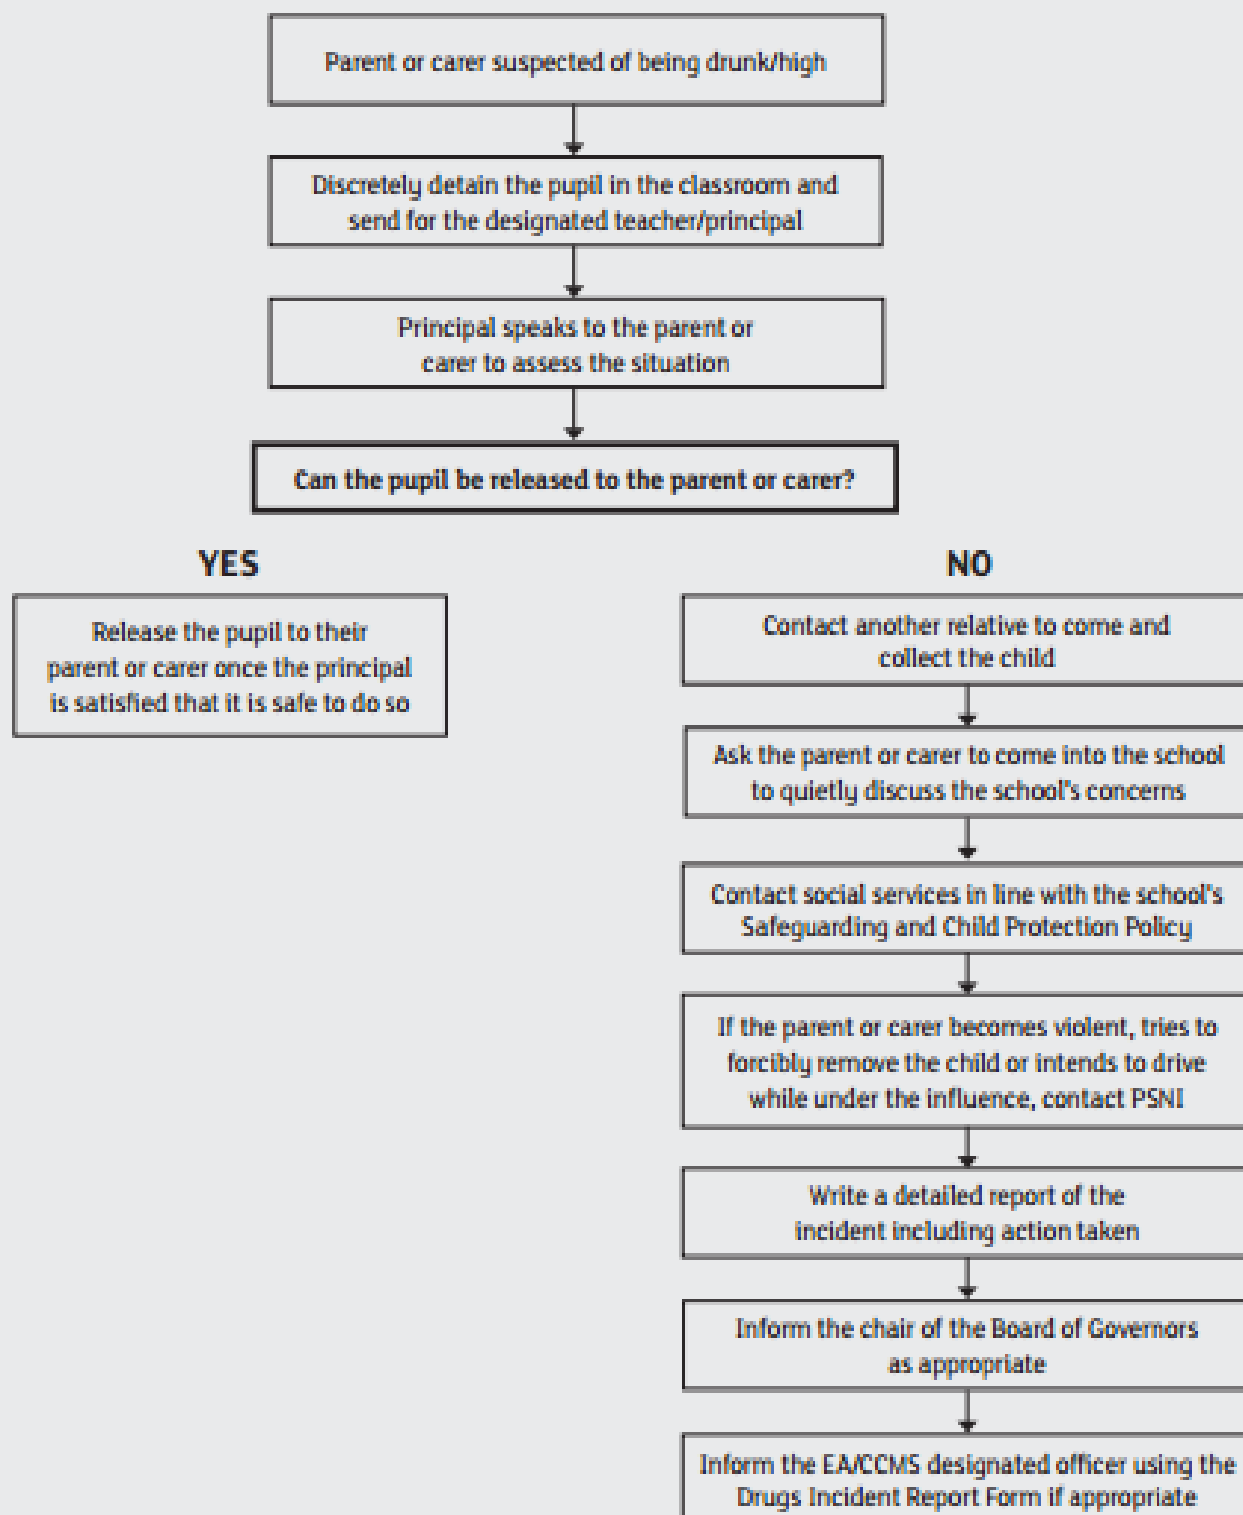 Parent or carer suspected of being drunk/high
Discretely detain the pupil in the classroom and
send for the designated teacher/principal
Principal speaks to the parent or
carer to assess the situation
Can the pupil be released to the parent or carer?
YES
Release the pupil to their
parent or carer once the principal
is satisfied that it is safe to do so
NO
Contact another relative to come and
collect the child
Ask the parent or carer to come into the school
to quietly discuss the school's concerns
Contact social services in line with the school's
Safeguarding and Child Protection Policy
If the parent or carer becomes violent, tries to
forcibly remove the child or intends to drive
while under the influence, contact PSNI
Write a detailed report of the
incident including action taken
Inform the chair of the Board of Governors
as appropriate
Inform the EA/CCMS designated officer using the
Drugs Incident Report Form if appropriate